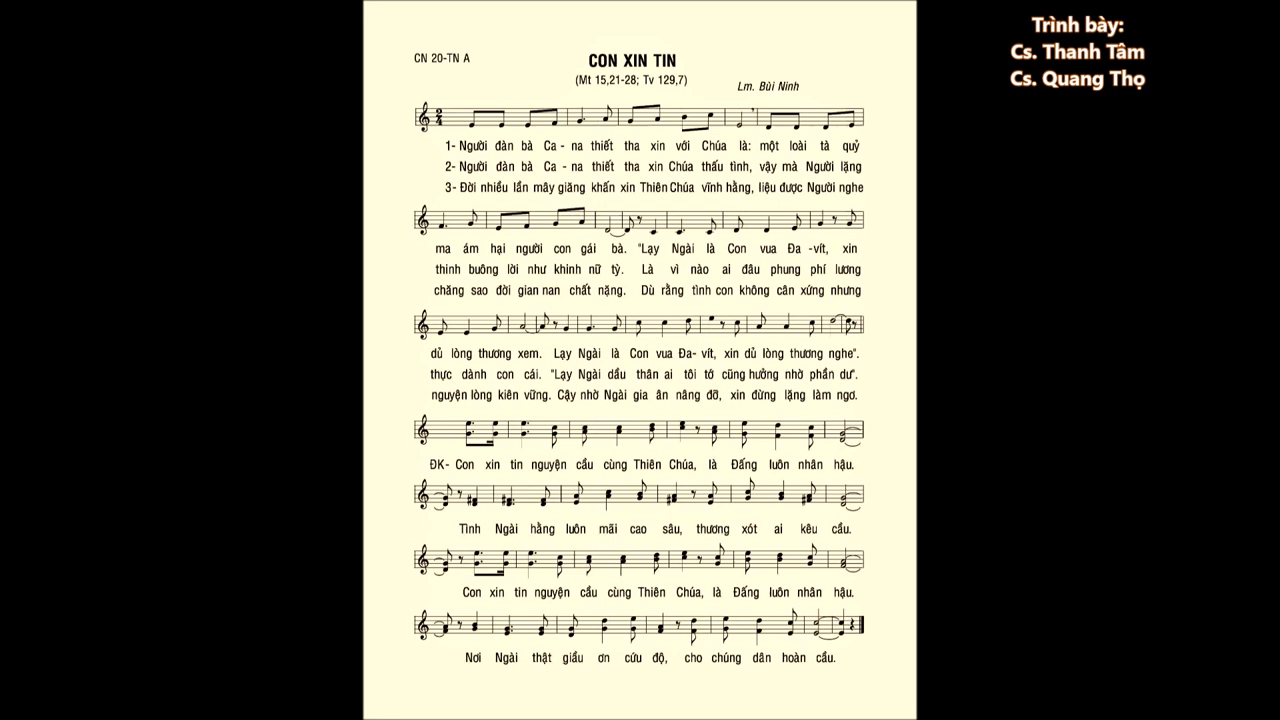 Trình bày:
Cs. Thanh Tâm
Cs. Quang Thọ
CN 20-TN A
CON XIN TIN
(Mt 15,21-28; Tv 129,7)
Lm. Bùi Ninh
1- Người đàn bà Ca - na thiết tha xin với Chúa là: một loài tà quỷ
2- Người đàn bà Ca - na thiết tha xin Chúa thấu tình, vậy mà Người lặng
3- Đời nhiều lần mây giăng khấn xin Thiên Chúa vĩnh hằng, liệu được Người nghe
ma ám hại người con gái bà. "Lạy Ngài là Con vua Đa -vít, xin
thinh buông lời như khinh nữ tỳ. Là vì nào ai đâu phung phí lương
chăng sao đời gian nan chất nặng. Dù rằng tình con không cân xứng nhưng
dủ lòng thương xem. Lạy Ngài là Con vua Đa- vít, xin dủ lòng thương nghe".
thực dành con cái. "Lạy Ngài dẩu thân ai tôi tớ cũng hưởng nhờ phần dư".
nguyện lòng kiên vững. Cậy nhờ Ngài gia ân nâng đỡ, xin đừng lặng làm ngơ.
ĐK- Con xin tin nguyện cầu cùng Thiên Chúa, là Đấng luôn nhân hậu.
Tình Ngài hằng luôn mãi cao sâu, thương xót ai kêu cầu.
Con xin tin nguyện cầu cùng Thiên Chúa, là Đấng luôn nhân hậu.
Nơi Ngài thật giầu ơn cứu độ, cho chúng dân hoàn cầu.